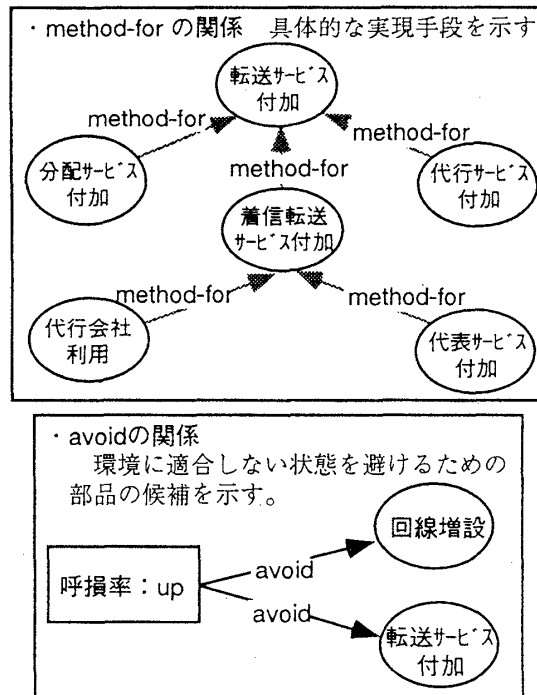 ・method-for の関係 具体的な実現手段を示す
転送ｻｰﾋﾞｽ
付加
method-for
method-for
method-for
分配ｻｰﾋﾞｽ
付加
代行ｻｰﾋﾞｽ
付加
着信転送
ｻｰﾋﾞｽ付加
method-for
method-for
代行会社
利用
代表ｻｰﾋﾞｽ
付加
・avoidの関係
環境に適合しない状態を避けるための
部品の候補を示す。
回線増設
avoid
呼損率：up
avoid
転送ｻｰﾋﾞｽ
付加